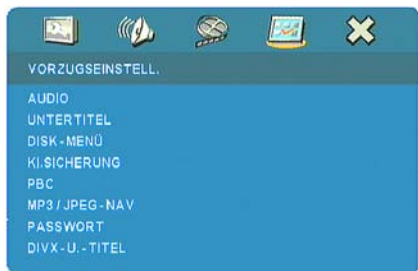 VORZUGSEINSTELL.
AUDIO
UNTERTITEL
DISK-MENÜ
KI.SICHERUNG
PBC
MP3 / JPEG-NAV
PASSWORT
DIVX-U.-TITEL